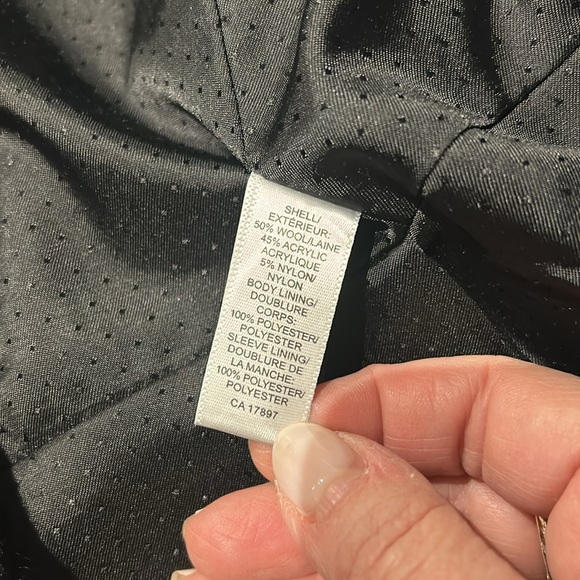 SHELL/
EXTÉRIEUR:
50% WOOL/LAINE
45% ACRYLIC
ACRYLIQUE
5% NYLON/
NYLON
BODY LINING/
DOUBLURE
CORPS:
100% POLYESTER/
POLYESTER
SLEEVE LINING/
DOUBLURE DE
LA MANCHE:
100% POLYESTER/
POLYESTER
CA 17897